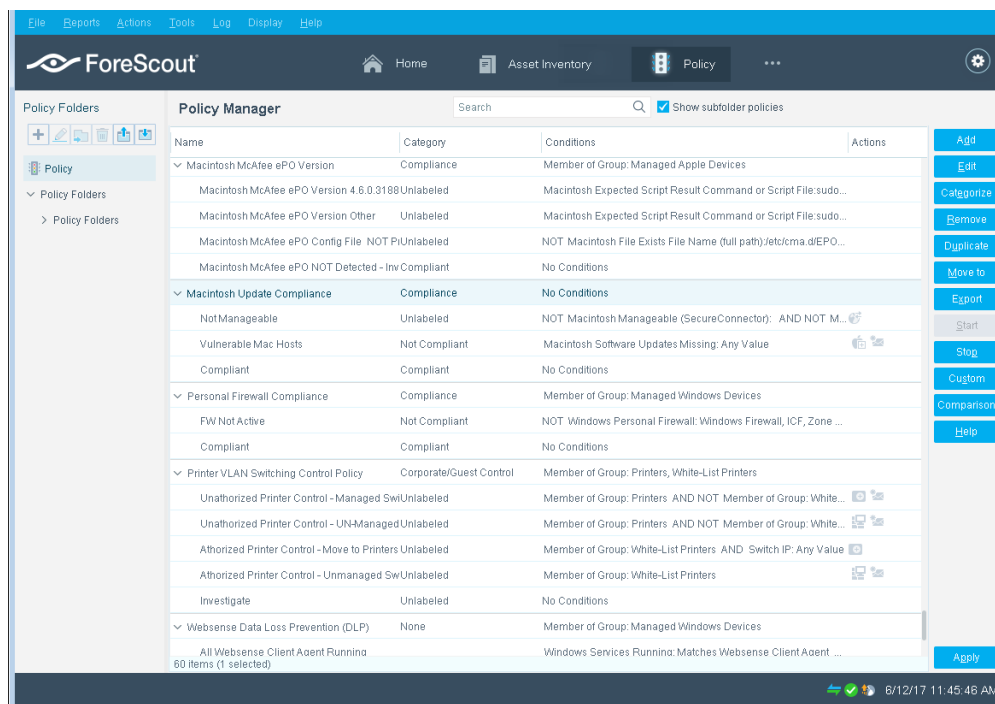 File Reports Actions Tools Log Display Help
ForeScout Home Asset Inventory Policy •••
Policy Folders
Policy
Policy Folders
Policy Folders
Policy Manager Search Show subfolder policies
Name Category Conditions Actions
Macintosh McAfee ePO Version Compliance Member of Group: Managed Apple Devices
Macintosh McAfee ePO Version 4.6.0.3188 Unlabeled Macintosh Expected Script Result Command or Script File:sudo...
Macintosh McAfee ePO Version Other Unlabeled Macintosh Expected Script Result Command or Script File:sudo...
Macintosh McAfee ePO Config File NOT Pr Unlabeled NOT Macintosh File Exists File Name (full path):/etc/cma.d/EPO...
Macintosh McAfee ePO NOT Detected - Inv Compliant No Conditions
Macintosh Update Compliance Compliance No Conditions
Not Manageable Unlabeled NOT Macintosh Manageable (SecureConnector): AND NOT M...
Vulnerable Mac Hosts Not Compliant Macintosh Software Updates Missing: Any Value
Compliant Compliant No Conditions
Personal Firewall Compliance Compliance Member of Group: Managed Windows Devices
FW Not Active Not Compliant NOT Windows Personal Firewall: Windows Firewall, ICF, Zone ...
Compliant Compliant No Conditions
Printer VLAN Switching Control Policy Corporate/Guest Control Member of Group: Printers, White-List Printers
Unathorized Printer Control - Managed Swi Unlabeled Member of Group: Printers AND NOT Member of Group: White...
Unathorized Printer Control - UN-Managed Unlabeled Member of Group: Printers AND NOT Member of Group: White...
Athorized Printer Control - Move to Printers Unlabeled Member of Group: White-List Printers AND Switch IP: Any Value
Athorized Printer Control - Unmanaged Sw Unlabeled Member of Group: White-List Printers
Investigate Unlabeled No Conditions
Websense Data Loss Prevention (DLP) None Member of Group: Managed Windows Devices
All Websense Client Agent Running Windows Services Running: Matches Websense Client Agent ...
60 items (1 selected)
Add
Edit
Categorize
Remove
Duplicate
Move to
Export
Start
Stop
Custom
Comparison
Help
Apply
6/12/17 11:45:46 AM